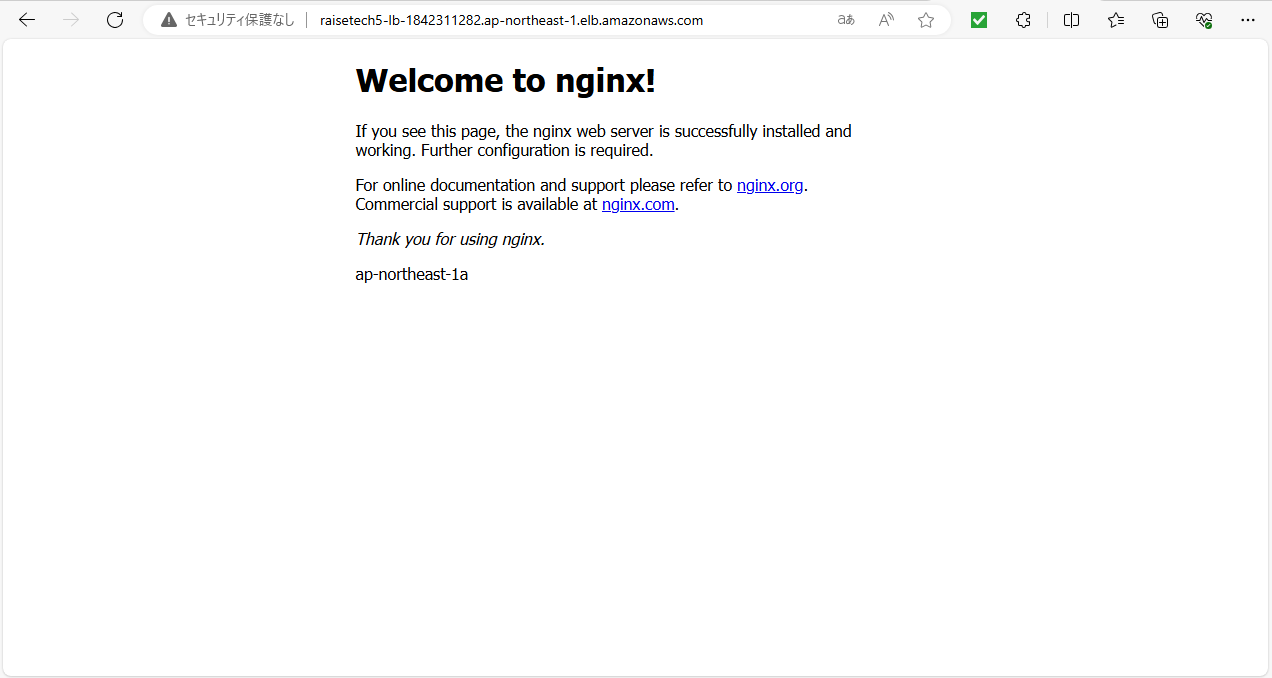 セキュリティ保護なし raisetech5-lb-1842311282.ap-northeast-1.elb.amazonaws.com あぁ A
Welcome to nginx!
If you see this page, the nginx web server is successfully installed and
working. Further configuration is required.
For online documentation and support please refer to nginx.org.
Commercial support is available at nginx.com.
Thank you for using nginx.
ap-northeast-1a